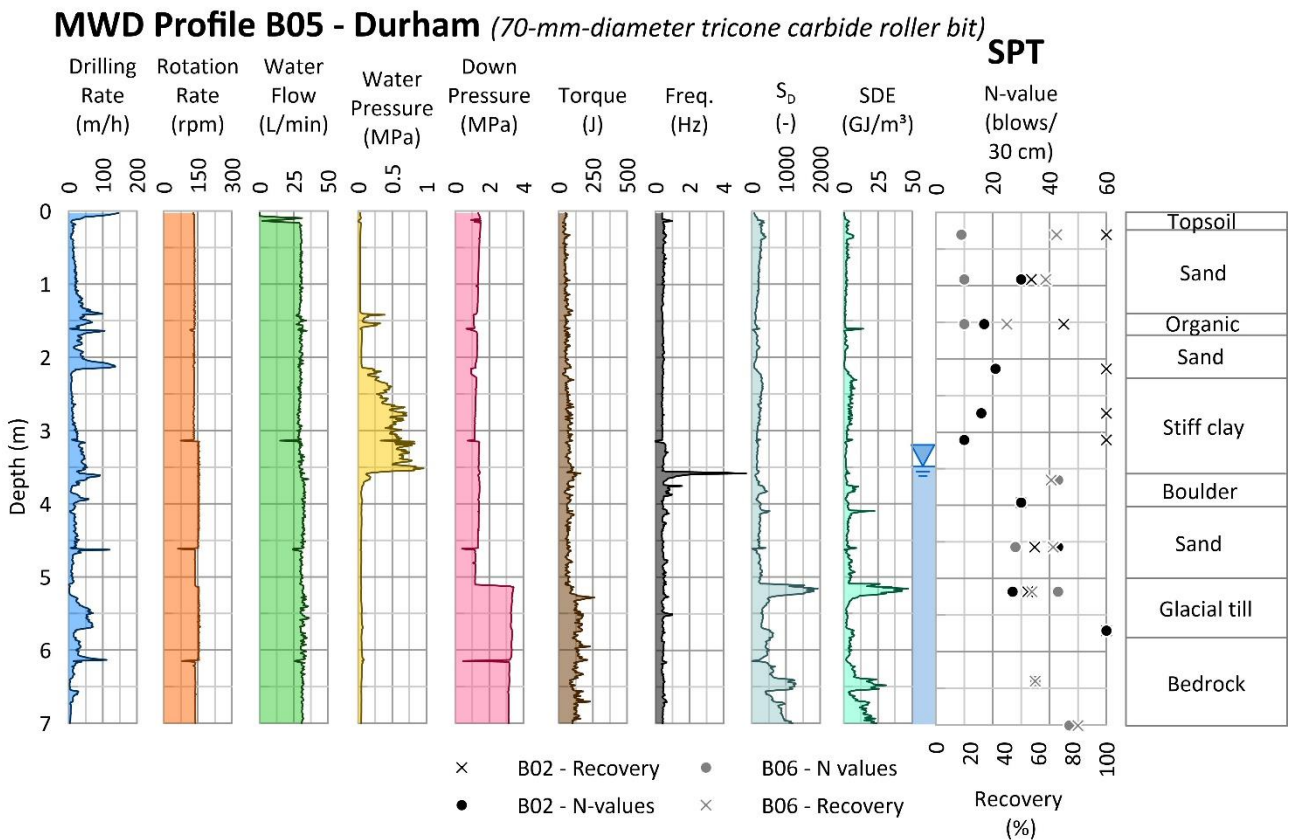 MWD Profile B05 - Durham (70-mm-diameter tricone carbide roller bit)
SPT
Drilling
Rate
(m/h)
Rotation
Rate
(rpm)
Water
Flow
(L/min)
Water
Pressure
(MPa)
Down
Pressure
(MPa)
Torque
(J)
Freq.
(Hz)
S_D
(-)
SDE
(GJ/m³)
N-value
(blows/
30 cm)
0 100 200
0 150 300
0 25 50
0 0.5 1
0 2 4
0 250 500
0 2 4
0 1000 2000
0 25 50
0 20 40 60
Depth (m)
0
1
2
3
4
5
6
7
Topsoil
Sand
Organic
Sand
Stiff clay
Boulder
Sand
Glacial till
Bedrock
0 20 40 60 80 100
Recovery
(%)
B02 - Recovery
B06 - N values
B02 - N-values
B06 - Recovery